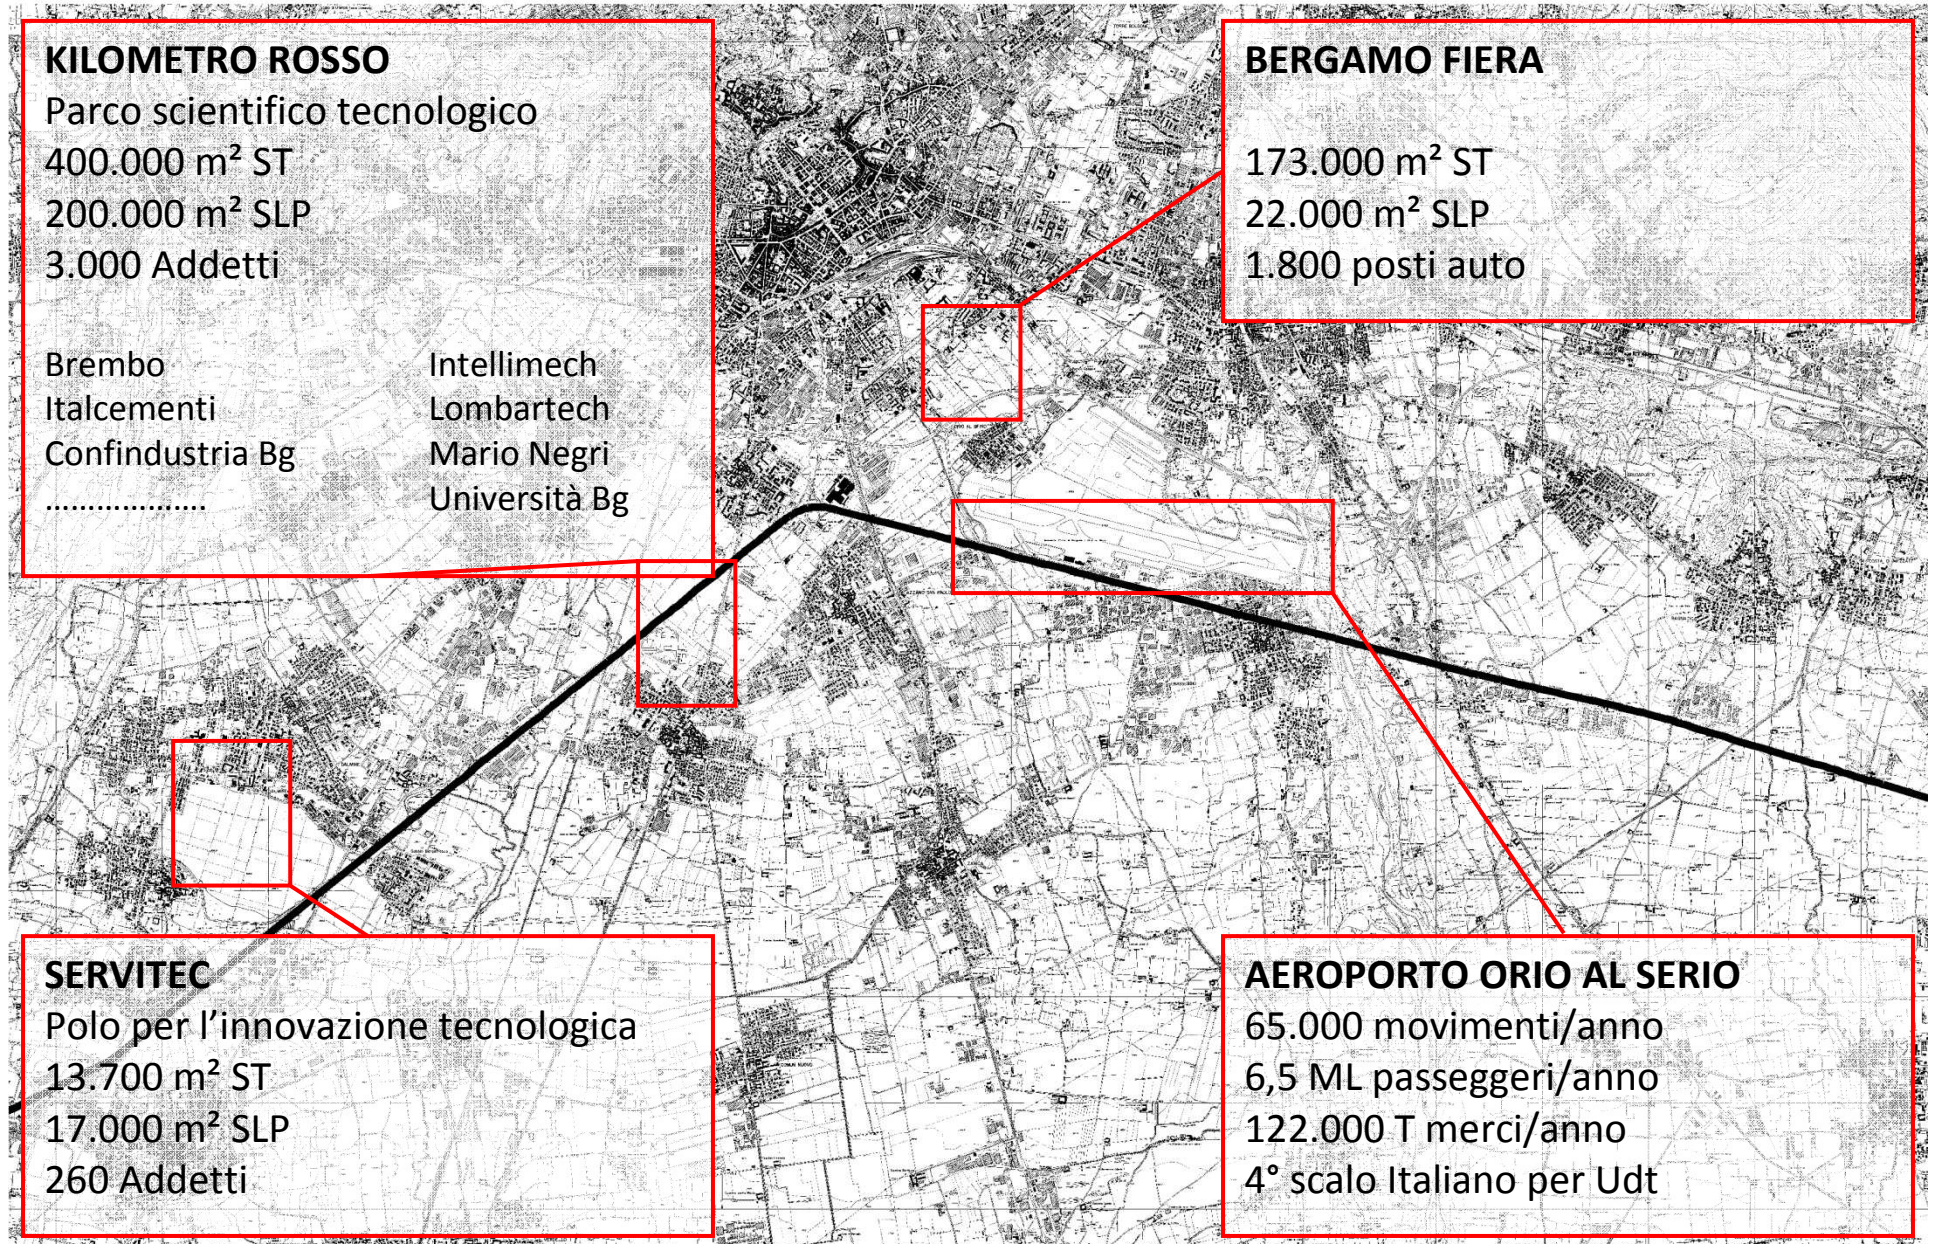 KILOMETRO ROSSO
Parco scientifico tecnologico
400.000 m² ST
200.000 m² SLP
3.000 Addetti
Brembo
Italcementi
Confindustria Bg
...................
Intellimech
Lombartech
Mario Negri
Università Bg
BERGAMO FIERA
173.000 m² ST
22.000 m² SLP
1.800 posti auto
SERVITEC
Polo per l’innovazione tecnologica
13.700 m² ST
17.000 m² SLP
260 Addetti
AEROPORTO ORIO AL SERIO
65.000 movimenti/anno
6,5 ML passeggeri/anno
122.000 T merci/anno
4° scalo Italiano per Udt